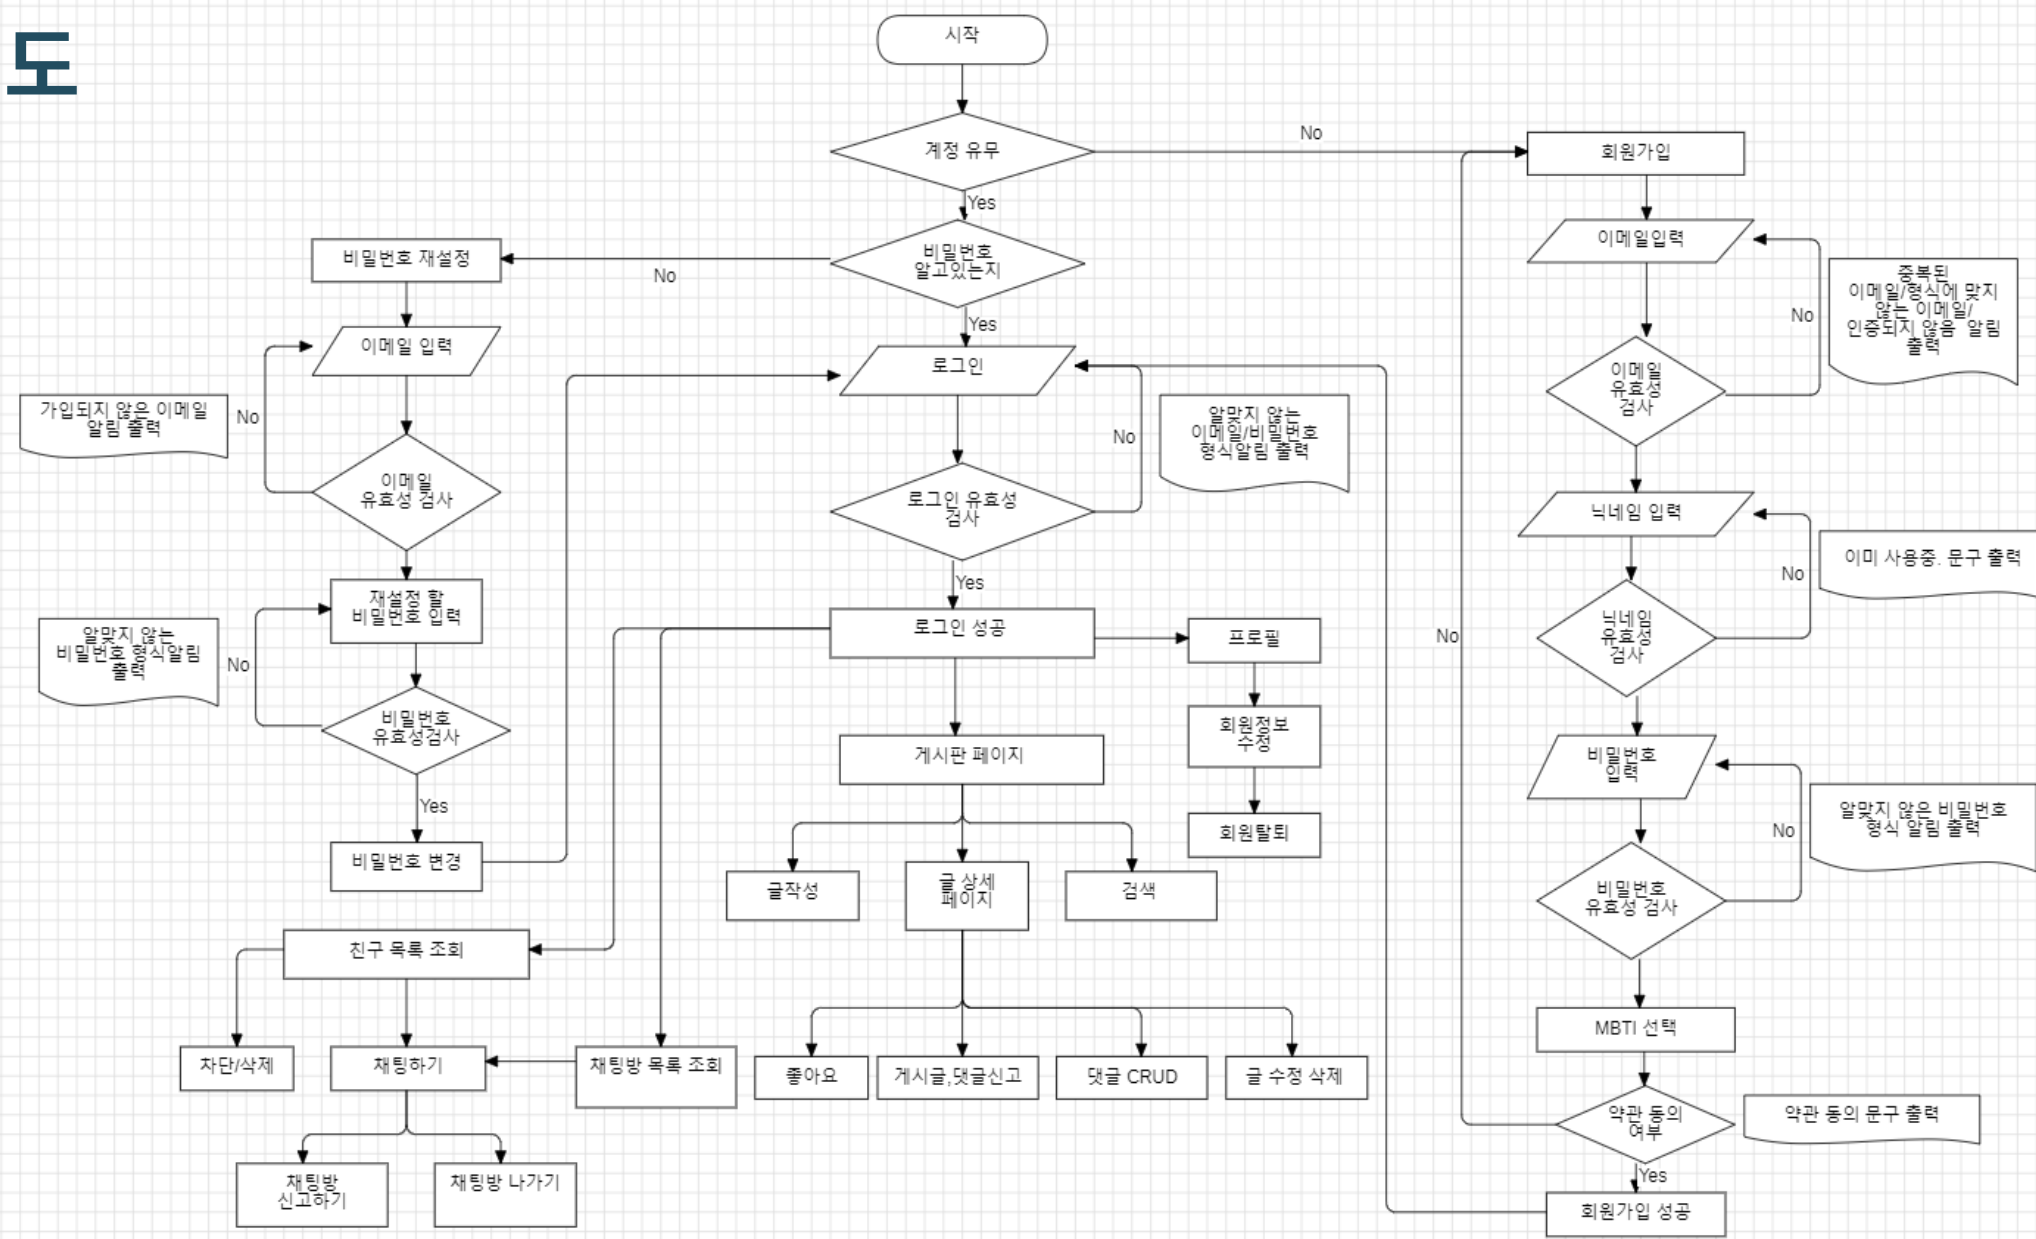 도
시작
계정 유무
No
회원가입
Yes
비밀번호
알고있는지
No
비밀번호 재설정
Yes
이메일 입력
No
가입되지 않은 이메일
알림 출력
이메일
유효성 검사
재설정 할
비밀번호 입력
No
알맞지 않는
비밀번호 형식알림
출력
비밀번호
유효성검사
Yes
비밀번호 변경
로그인
No
알맞지 않는
이메일/비밀번호
형식알림 출력
로그인 유효성
검사
Yes
로그인 성공
프로필
회원정보
수정
회원탈퇴
게시판 페이지
글작성
글 상세
페이지
검색
친구 목록 조회
차단/삭제
채팅하기
채팅방 목록 조회
채팅방
신고하기
채팅방 나가기
좋아요
게시글,댓글신고
댓글 CRUD
글 수정 삭제
이메일입력
No
중복된
이메일/형식에 맞지
않는 이메일/
인증되지 않음 알림
출력
이메일
유효성
검사
닉네임 입력
No
이미 사용중. 문구 출력
닉네임
유효성
검사
No
비밀번호
입력
No
알맞지 않은 비밀번호
형식 알림 출력
비밀번호
유효성 검사
MBTI 선택
약관 동의
여부
약관 동의 문구 출력
Yes
회원가입 성공